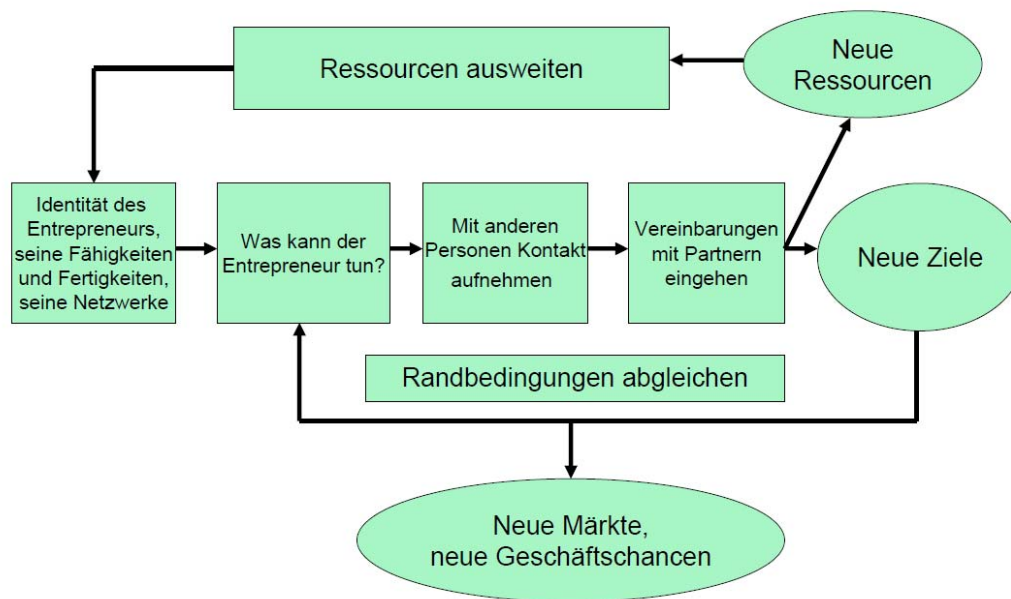 Ressourcen ausweiten
Neue
Ressourcen
Identität des
Entrepreneurs,
seine Fähigkeiten
und Fertigkeiten,
seine Netzwerke
Was kann der
Entrepreneur tun?
Mit anderen
Personen Kontakt
aufnehmen
Vereinbarungen
mit Partnern
eingehen
Neue Ziele
Randbedingungen abgleichen
Neue Märkte,
neue Geschäftschancen